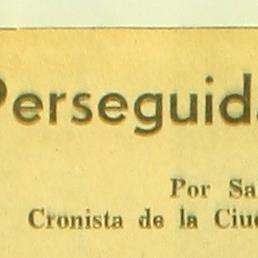 Perseguid
Por Sa
Cronista de la Ciu